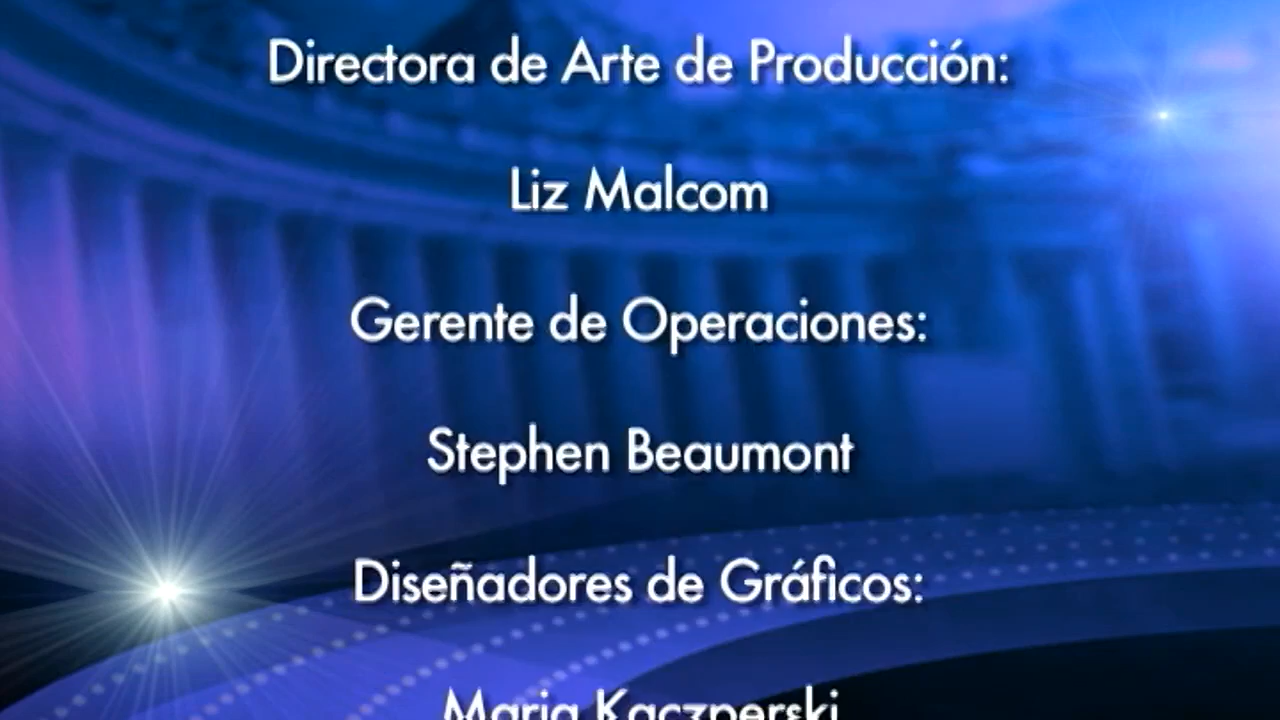 Directora de Arte de Producción:
Liz Malcom
Gerente de Operaciones:
Stephen Beaumont
Diseñadores de Gráficos:
Maria Kaczperski